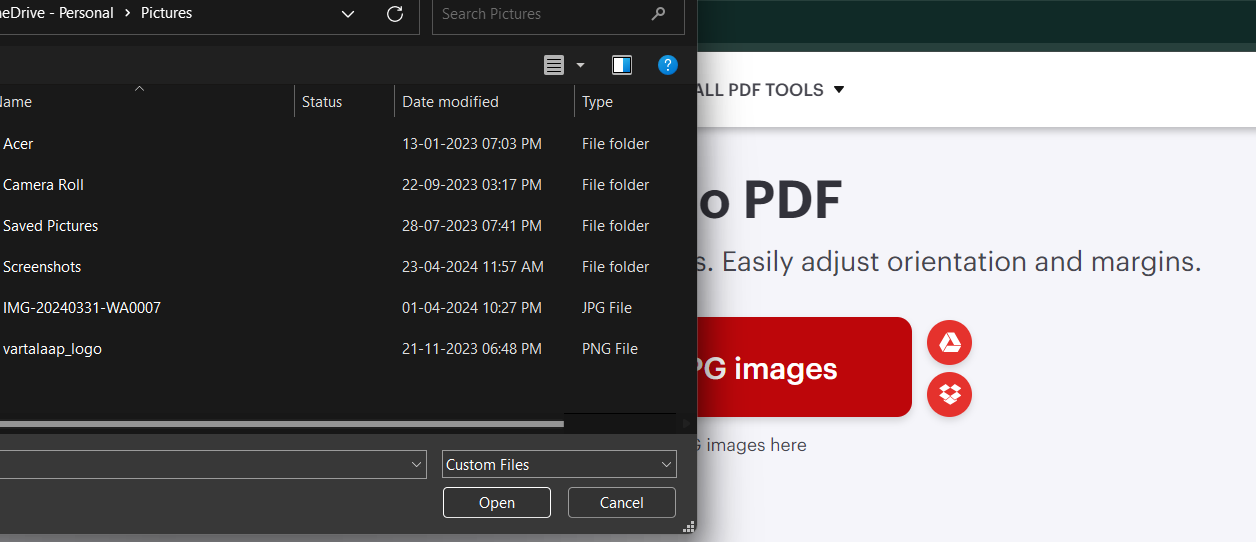 eDrive - Personal > Pictures
Search Pictures
Name Status Date modified Type
Acer 13-01-2023 07:03 PM File folder
Camera Roll 22-09-2023 03:17 PM File folder
Saved Pictures 28-07-2023 07:41 PM File folder
Screenshots 23-04-2024 11:57 AM File folder
IMG-20240331-WA0007 01-04-2024 10:27 PM JPG File
vartalaap_logo 21-11-2023 06:48 PM PNG File
Custom Files
Open Cancel
ALL PDF TOOLS
o PDF
s. Easily adjust orientation and margins.
PG images
G images here